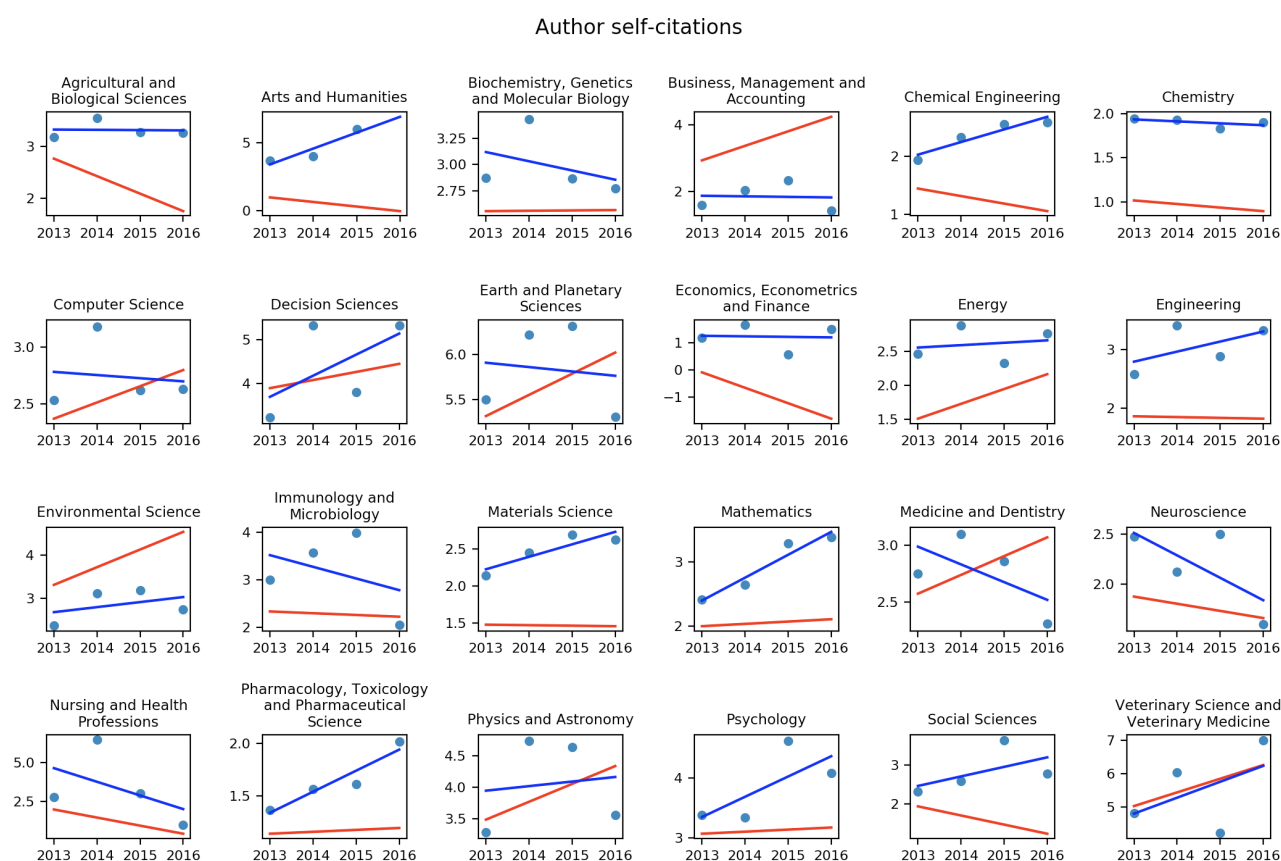 Author self-citations
Agricultural and
Biological Sciences
3
2
2013 2014 2015 2016
Arts and Humanities
5
0
2013 2014 2015 2016
Biochemistry, Genetics
and Molecular Biology
3.25
3.00
2.75
2013 2014 2015 2016
Business, Management and
Accounting
4
2
2013 2014 2015 2016
Chemical Engineering
2
1
2013 2014 2015 2016
Chemistry
2.0
1.5
1.0
2013 2014 2015 2016
Computer Science
3.0
2.5
2013 2014 2015 2016
Decision Sciences
5
4
2013 2014 2015 2016
Earth and Planetary
Sciences
6.0
5.5
2013 2014 2015 2016
Economics, Econometrics
and Finance
1
0
−1
2013 2014 2015 2016
Energy
2.5
2.0
1.5
2013 2014 2015 2016
Engineering
3
2
2013 2014 2015 2016
Environmental Science
4
3
2013 2014 2015 2016
Immunology and
Microbiology
4
3
2
2013 2014 2015 2016
Materials Science
2.5
2.0
1.5
2013 2014 2015 2016
Mathematics
3
2
2013 2014 2015 2016
Medicine and Dentistry
3.0
2.5
2013 2014 2015 2016
Neuroscience
2.5
2.0
2013 2014 2015 2016
Nursing and Health
Professions
5.0
2.5
2013 2014 2015 2016
Pharmacology, Toxicology
and Pharmaceutical
Science
2.0
1.5
2013 2014 2015 2016
Physics and Astronomy
4.5
4.0
3.5
2013 2014 2015 2016
Psychology
4
3
2013 2014 2015 2016
Social Sciences
3
2
2013 2014 2015 2016
Veterinary Science and
Veterinary Medicine
7
6
5
2013 2014 2015 2016